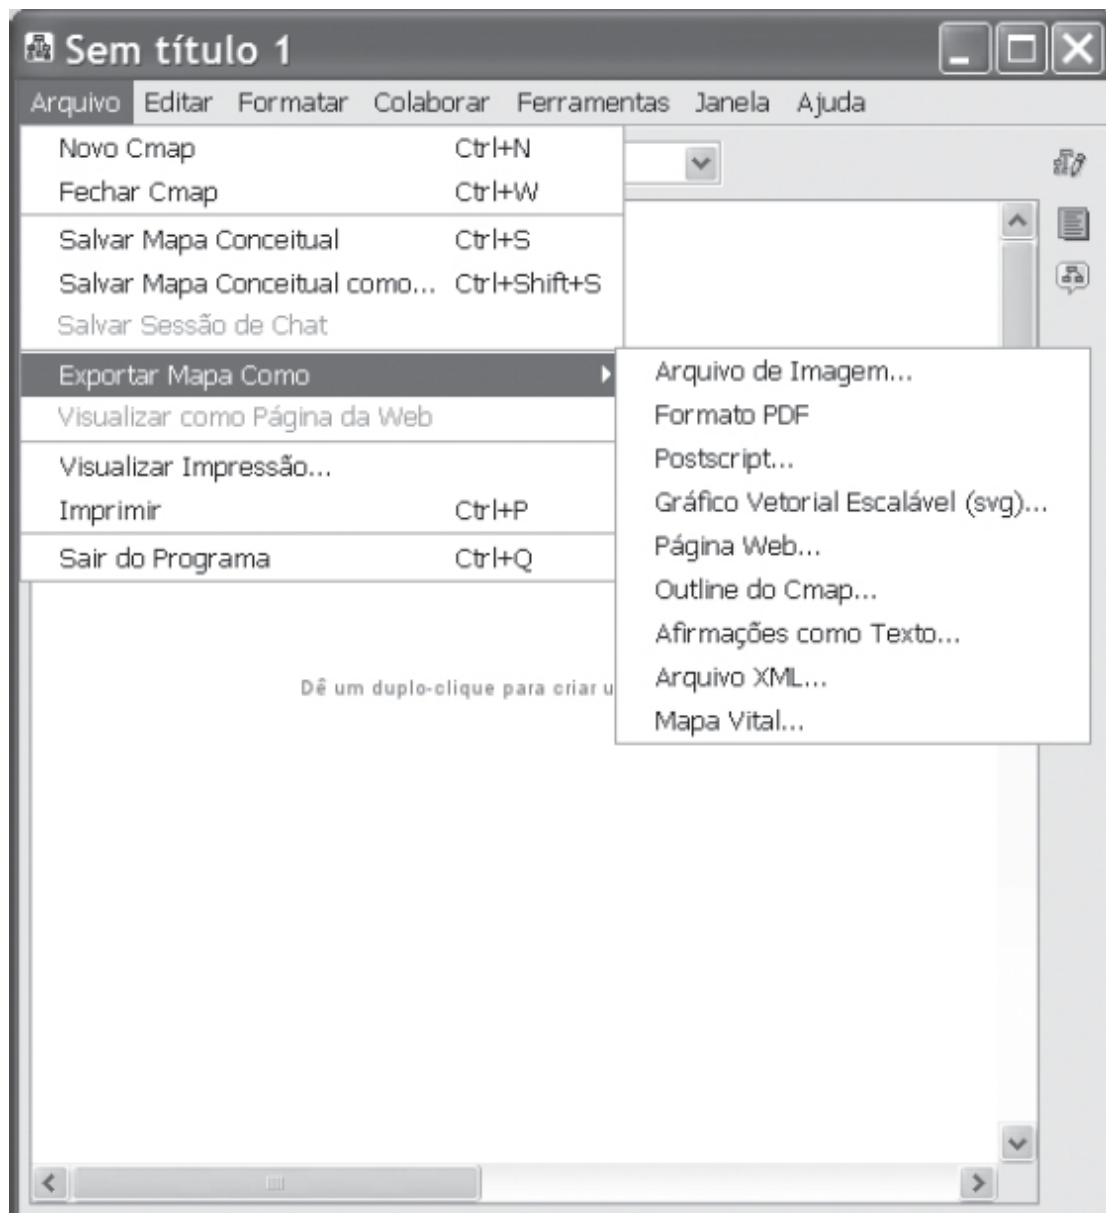 Sem título 1
Arquivo Editar Formatar Colaborar Ferramentas Janela Ajuda
Novo Cmap Ctrl+N
Fechar Cmap Ctrl+W
Salvar Mapa Conceitual Ctrl+S
Salvar Mapa Conceitual como... Ctrl+Shift+S
Salvar Sessão de Chat
Exportar Mapa Como
Visualizar como Página da Web
Visualizar Impressão...
Imprimir Ctrl+P
Sair do Programa Ctrl+Q
Arquivo de Imagem...
Formato PDF
Postscript...
Gráfico Vetorial Escalável (svg)...
Página Web...
Outline do Cmap...
Afirmações como Texto...
Arquivo XML...
Mapa Vital...
Dê um duplo-clique para criar u